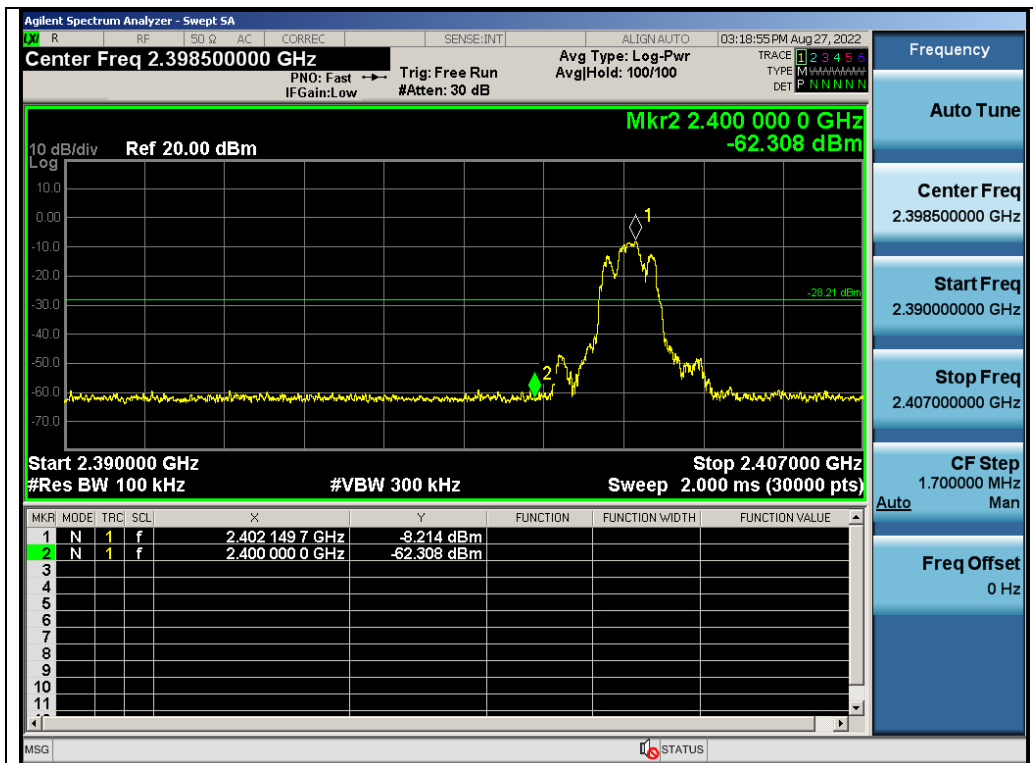 Agilent Spectrum Analyzer - Swept SA
LXI R RF 50 Ω AC CORREC SENSE:INT ALIGN AUTO 03:18:55 PM Aug 27, 2022
Center Freq 2.398500000 GHz
PNO: Fast
IFGain:Low
Trig: Free Run
#Atten: 30 dB
Avg Type: Log-Pwr
Avg|Hold: 100/100
TRACE 1 2 3 4 5 6
TYPE M WWWWW
DET P N N N N N
Mkr2 2.400 000 0 GHz
-62.308 dBm
10 dB/div Ref 20.00 dBm
Log
10.0
0.00
-10.0
-20.0
-30.0
-40.0
-50.0
-60.0
-70.0
1
2
-28.21 dBm
Start 2.390000 GHz Stop 2.407000 GHz
#Res BW 100 kHz #VBW 300 kHz Sweep 2.000 ms (30000 pts)
MKR MODE TRC SCL X Y FUNCTION FUNCTION WIDTH FUNCTION VALUE
1 N 1 f 2.402 149 7 GHz -8.214 dBm
2 N 1 f 2.400 000 0 GHz -62.308 dBm
3
4
5
6
7
8
9
10
11
MSG STATUS
Frequency
Auto Tune
Center Freq
2.398500000 GHz
Start Freq
2.390000000 GHz
Stop Freq
2.407000000 GHz
CF Step
1.700000 MHz
Auto Man
Freq Offset
0 Hz